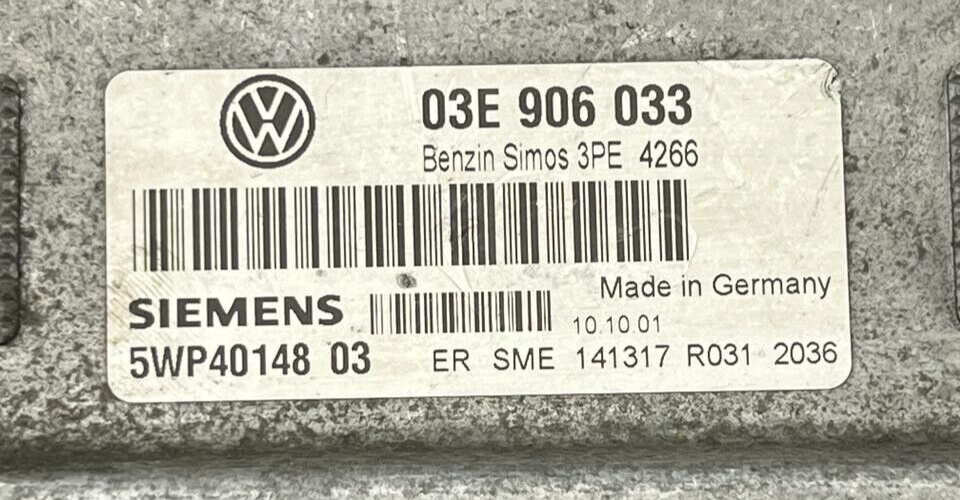 03E 906 033
Benzin Simos 3PE 4266
Made in Germany
SIEMENS
10.10.01
5WP40148 03 ER SME 141317 R031 2036